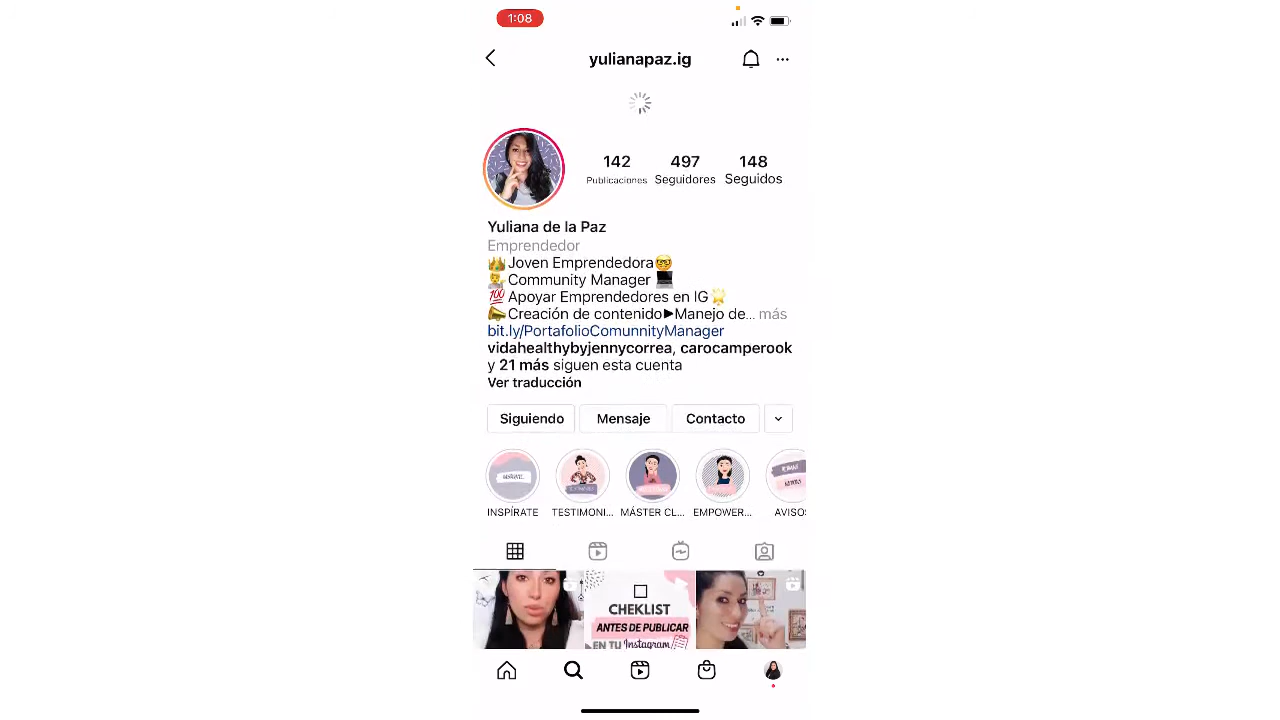 1:08
yulianapaz.ig
142 497 148
Publicaciones Seguidores Seguidos
Yuliana de la Paz
Emprendedor
👑Joven Emprendedora🤓
💁‍♀️Community Manager 💻
💯Apoyar Emprendedores en IG🌟
📣Creación de contenido▶Manejo de... más
bit.ly/PortafolioComunnityManager
vidahealthybyjennycorrea, carocamperook
y 21 más siguen esta cuenta
Ver traducción
Siguiendo Mensaje Contacto
INSPÍRATE TESTIMONI... MÁSTER CL... EMPOWER... AVISOS
CHEKLIST
ANTES DE PUBLICAR
EN TU Instagram